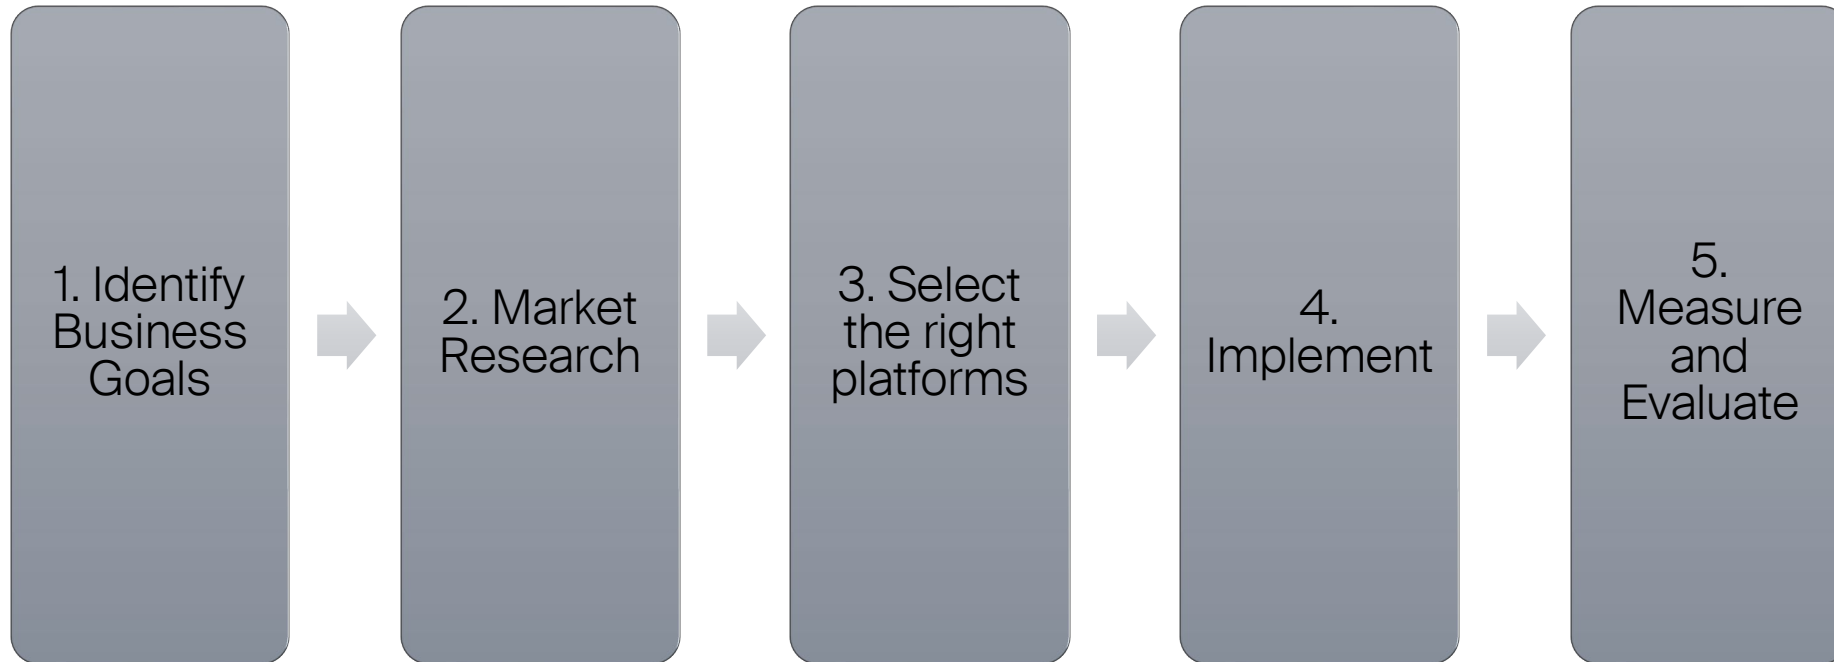 1. Identify
Business
Goals
2. Market
Research
3. Select
the right
platforms
4.
Implement
5.
Measure
and
Evaluate